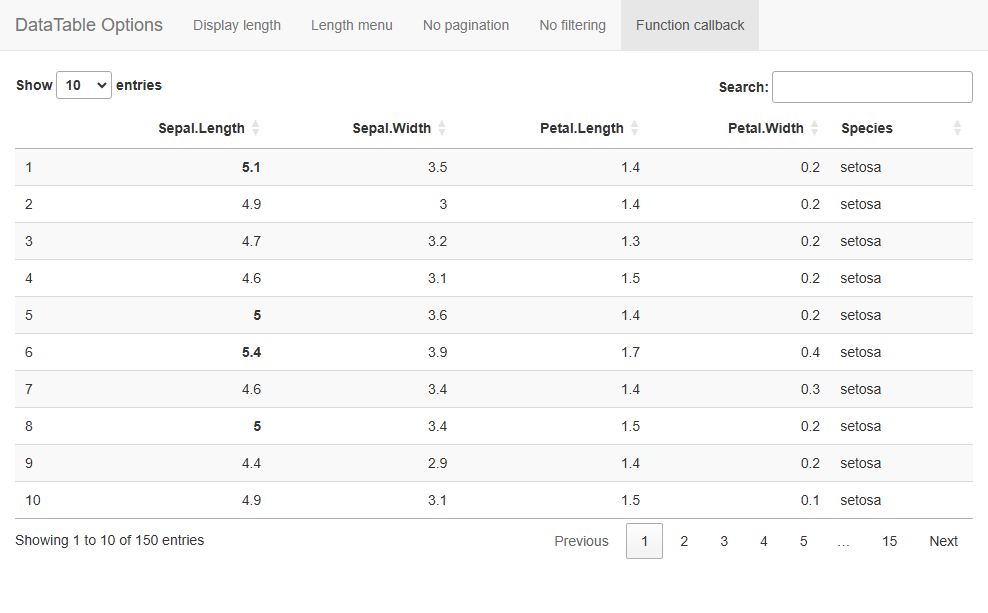 DataTable Options Display length Length menu No pagination No filtering Function callback
Show 10 entries Search:
Sepal.Length Sepal.Width Petal.Length Petal.Width Species
1 5.1 3.5 1.4 0.2 setosa
2 4.9 3 1.4 0.2 setosa
3 4.7 3.2 1.3 0.2 setosa
4 4.6 3.1 1.5 0.2 setosa
5 5 3.6 1.4 0.2 setosa
6 5.4 3.9 1.7 0.4 setosa
7 4.6 3.4 1.4 0.3 setosa
8 5 3.4 1.5 0.2 setosa
9 4.4 2.9 1.4 0.2 setosa
10 4.9 3.1 1.5 0.1 setosa
Showing 1 to 10 of 150 entries Previous 1 2 3 4 5 … 15 Next